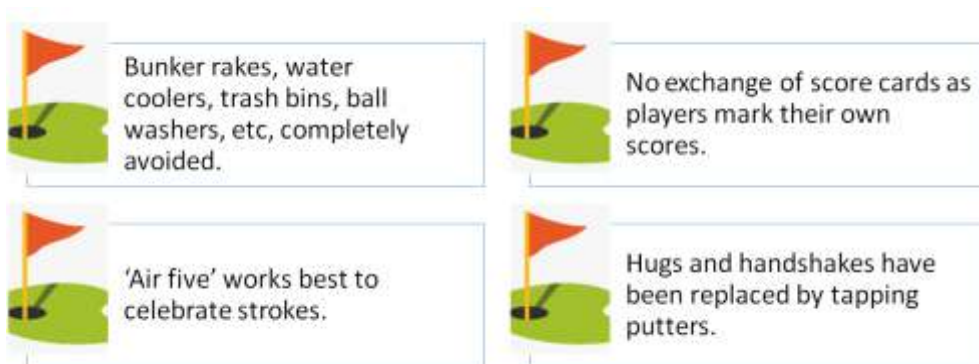 Bunker rakes, water
coolers, trash bins, ball
washers, etc, completely
avoided.
No exchange of score cards as
players mark their own
scores.
‘Air five’ works best to
celebrate strokes.
Hugs and handshakes have
been replaced by tapping
putters.